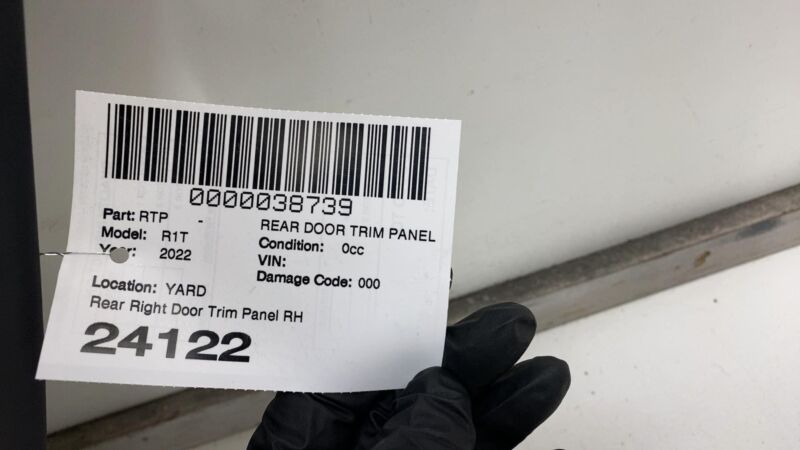 0000038739
Part: RTP - REAR DOOR TRIM PANEL
Model: R1T Condition: 0cc
Year: 2022 VIN:
Damage Code: 000
Location: YARD
Rear Right Door Trim Panel RH
24122